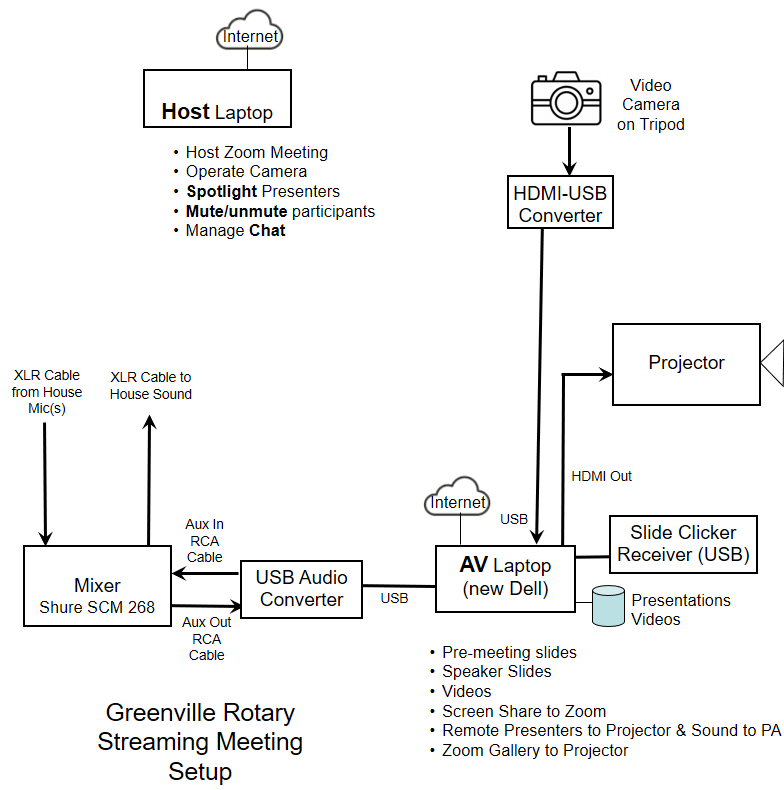 Internet
Host Laptop
• Host Zoom Meeting
• Operate Camera
• Spotlight Presenters
• Mute/unmute participants
• Manage Chat
Video
Camera
on Tripod
HDMI-USB
Converter
Projector
XLR Cable
from House
Mic(s)
XLR Cable to
House Sound
HDMI Out
Internet
USB
Aux In
RCA
Cable
Mixer
Shure SCM 268
USB Audio
Converter
USB
AV Laptop
(new Dell)
Slide Clicker
Receiver (USB)
Aux Out
RCA
Cable
Presentations
Videos
• Pre-meeting slides
• Speaker Slides
• Videos
• Screen Share to Zoom
• Remote Presenters to Projector & Sound to PA
• Zoom Gallery to Projector
Greenville Rotary
Streaming Meeting
Setup